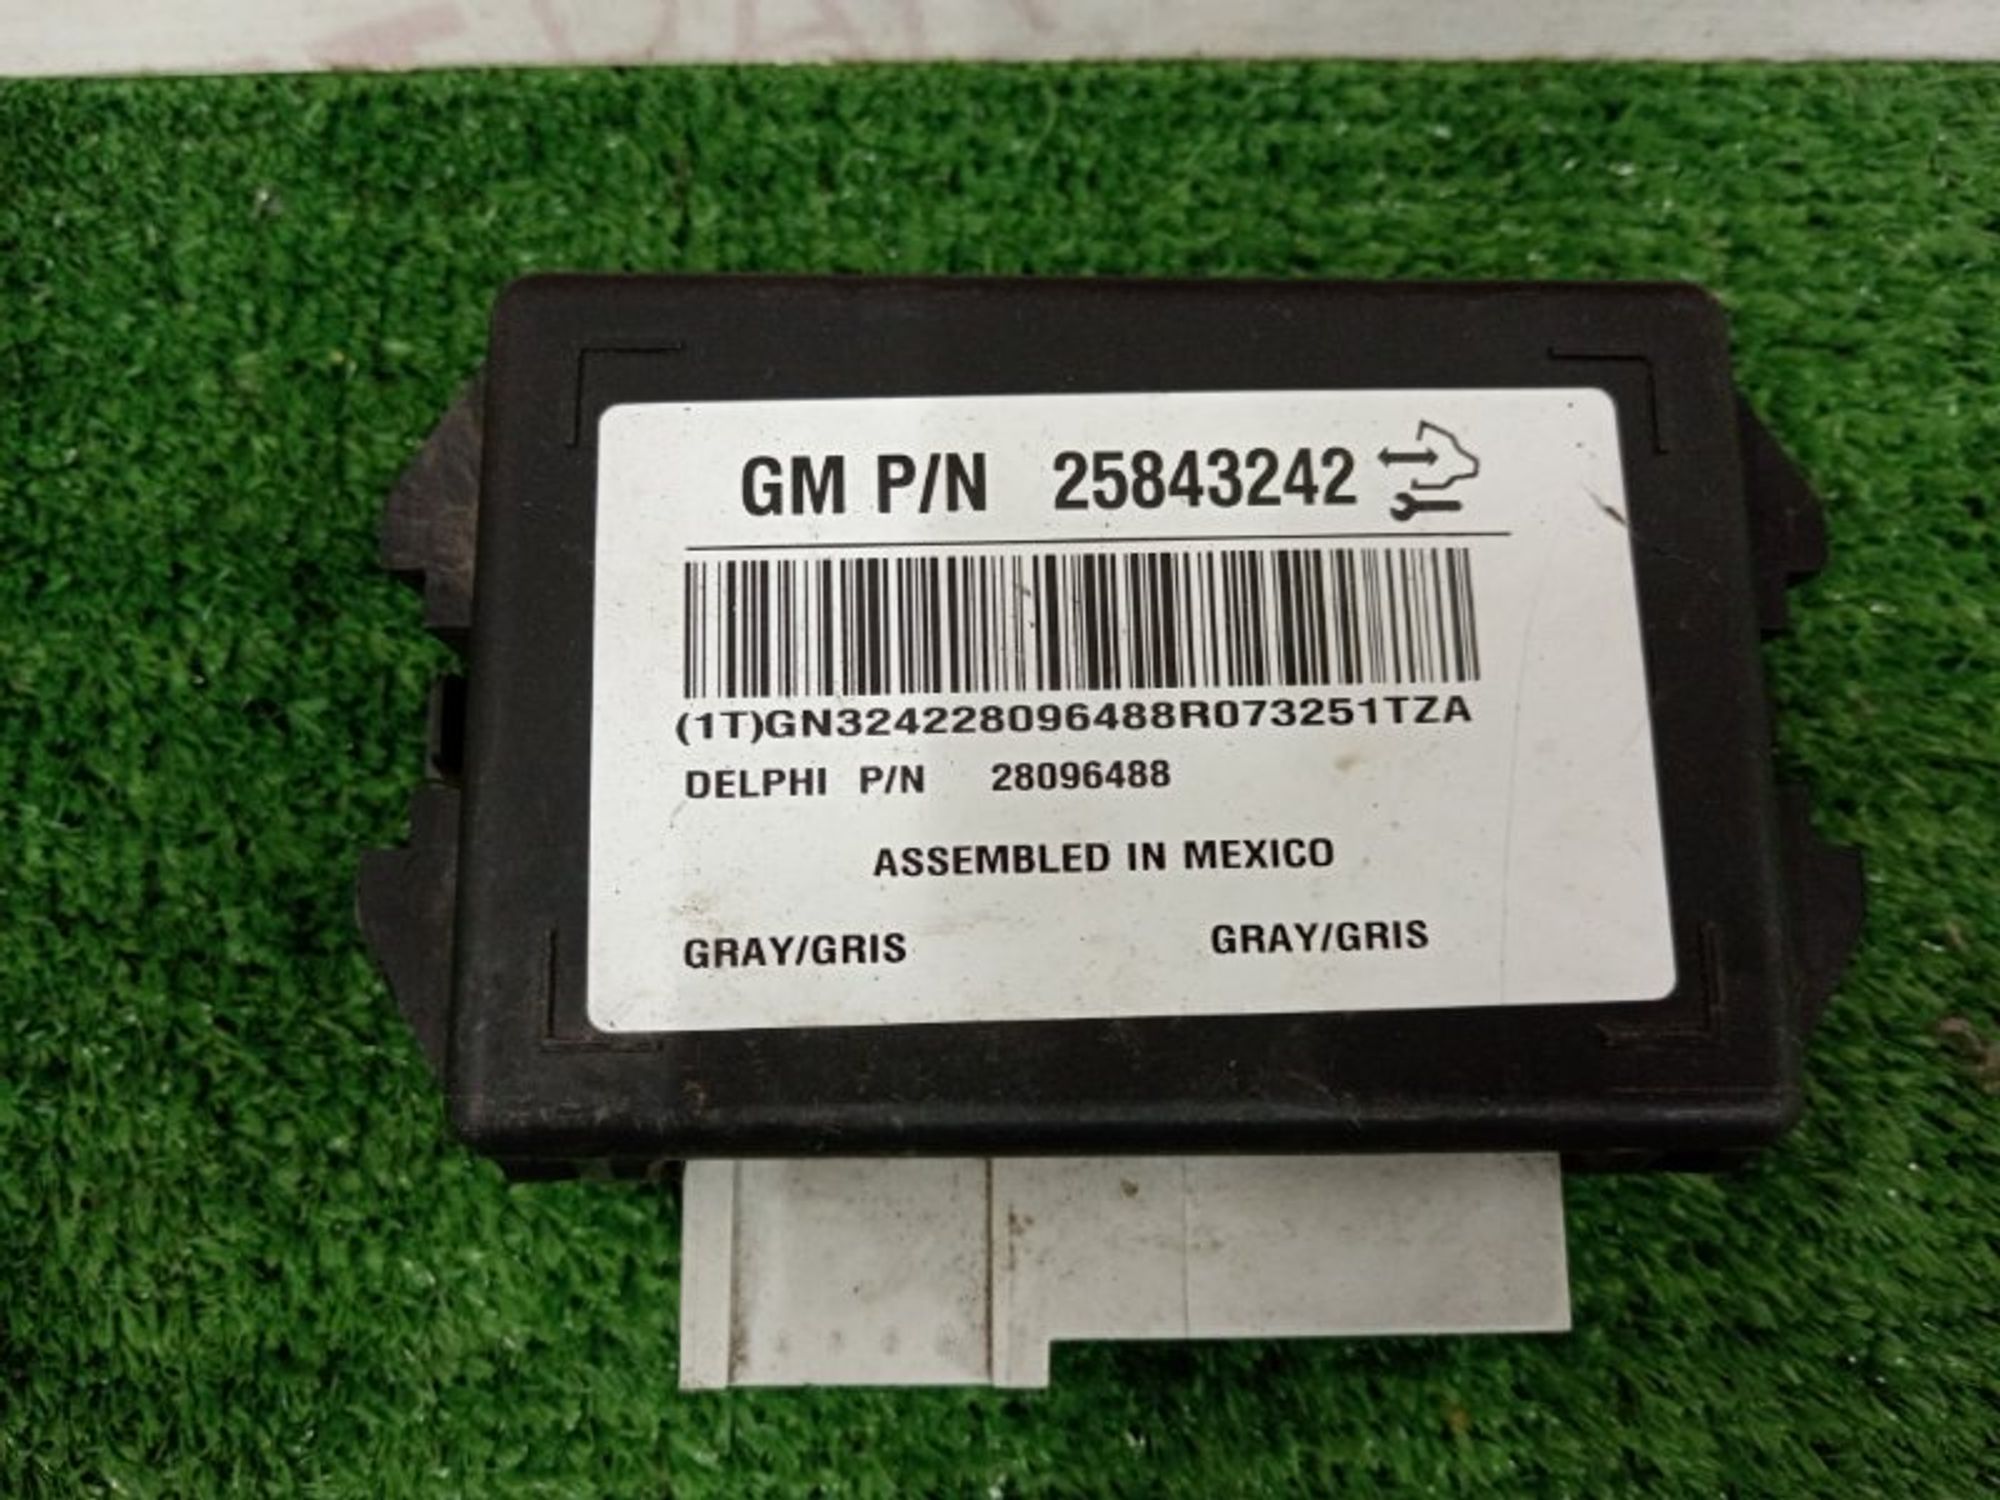 GM P/N 25843242
(1T)GN324228096488R073251TZA
DELPHI P/N 28096488
ASSEMBLED IN MEXICO
GRAY/GRIS GRAY/GRIS